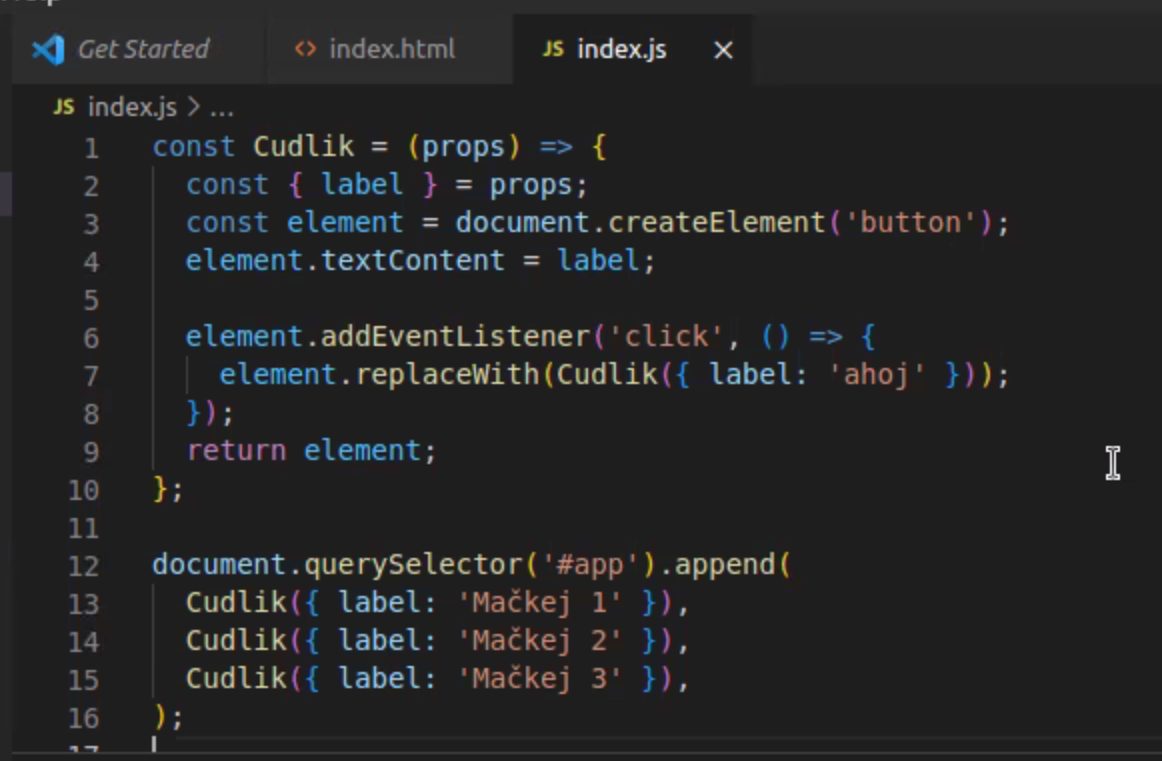 Help
Get Started
index.html
JS index.js
JS index.js > ...
1 const Cudlik = (props) => {
2   const { label } = props;
3   const element = document.createElement('button');
4   element.textContent = label;
5
6   element.addEventListener('click', () => {
7     element.replaceWith(Cudlik({ label: 'ahoj' }));
8   });
9   return element;
10 };
11
12 document.querySelector('#app').append(
13   Cudlik({ label: 'Mačkej 1' }),
14   Cudlik({ label: 'Mačkej 2' }),
15   Cudlik({ label: 'Mačkej 3' }),
16 );
17